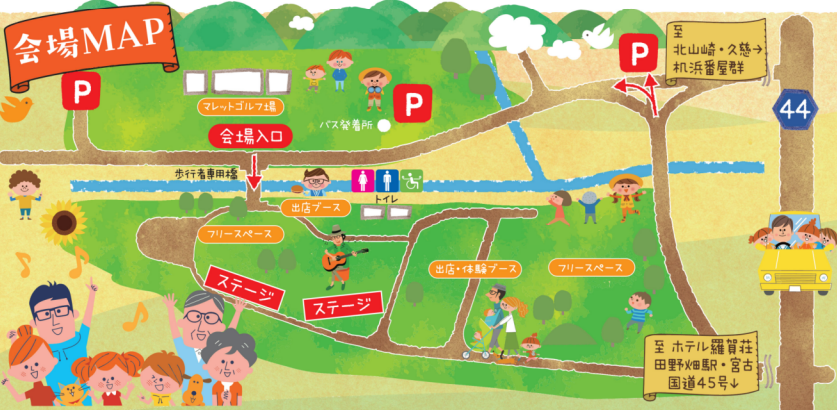 会場MAP
P
マレットゴルフ場
会場入口
バス発着所
P
P
至
北山崎・久慈→
机浜番屋群
44
歩行者専用橋
トイレ
出店ブース
フリースペース
ステージ
ステージ
出店・体験ブース
フリースペース
至 ホテル羅賀荘
田野畑駅・宮古
国道45号↓